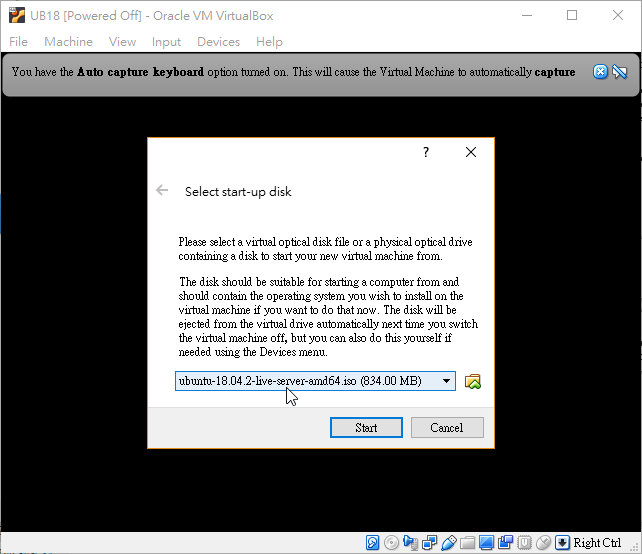 UB18 [Powered Off] - Oracle VM VirtualBox
File Machine View Input Devices Help
You have the Auto capture keyboard option turned on. This will cause the Virtual Machine to automatically capture
?
Select start-up disk
Please select a virtual optical disk file or a physical optical drive
containing a disk to start your new virtual machine from.
The disk should be suitable for starting a computer from and
should contain the operating system you wish to install on the
virtual machine if you want to do that now. The disk will be
ejected from the virtual drive automatically next time you switch
the virtual machine off, but you can also do this yourself if
needed using the Devices menu.
ubuntu-18.04.2-live-server-amd64.iso (834.00 MB)
Start Cancel
Right Ctrl